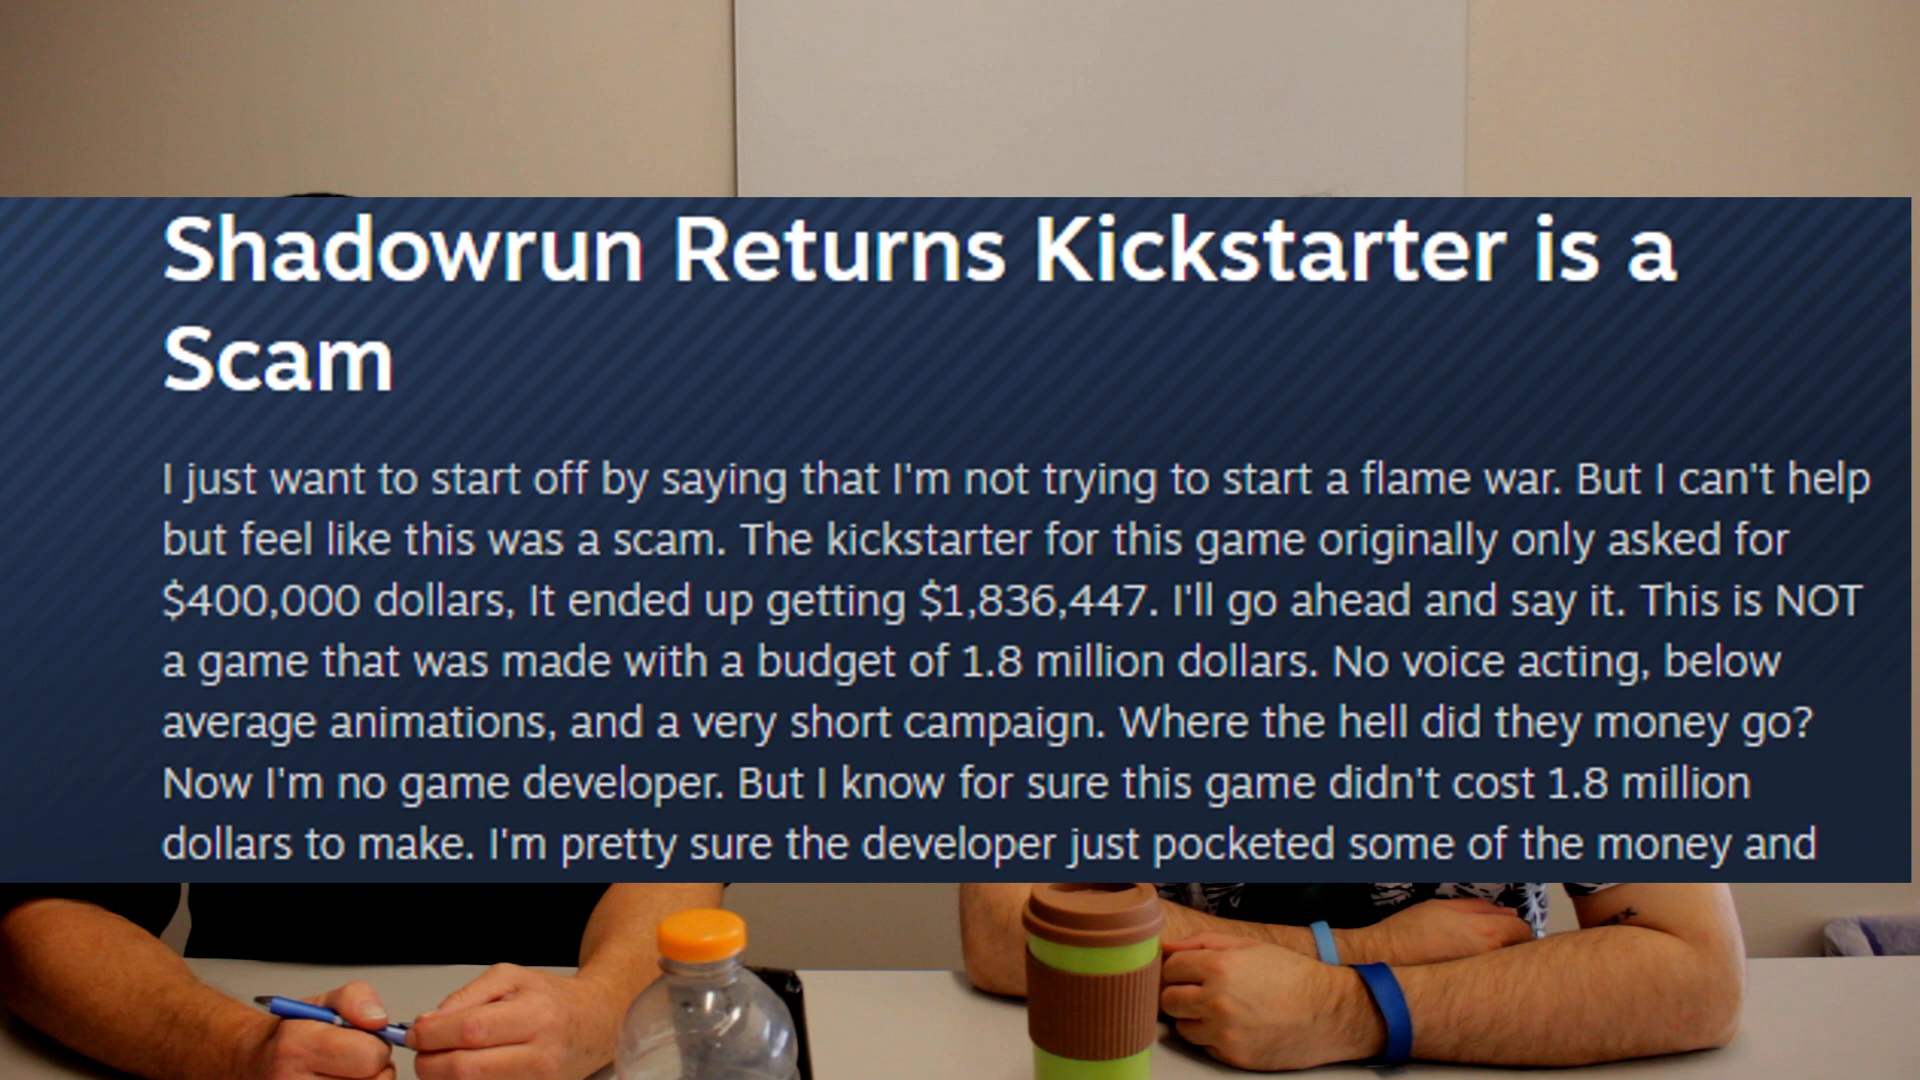 Shadowrun Returns Kickstarter is a
Scam
I just want to start off by saying that I'm not trying to start a flame war. But I can't help
but feel like this was a scam. The kickstarter for this game originally only asked for
$400,000 dollars, It ended up getting $1,836,447. I'll go ahead and say it. This is NOT
a game that was made with a budget of 1.8 million dollars. No voice acting, below
average animations, and a very short campaign. Where the hell did they money go?
Now I'm no game developer. But I know for sure this game didn't cost 1.8 million
dollars to make. I'm pretty sure the developer just pocketed some of the money and